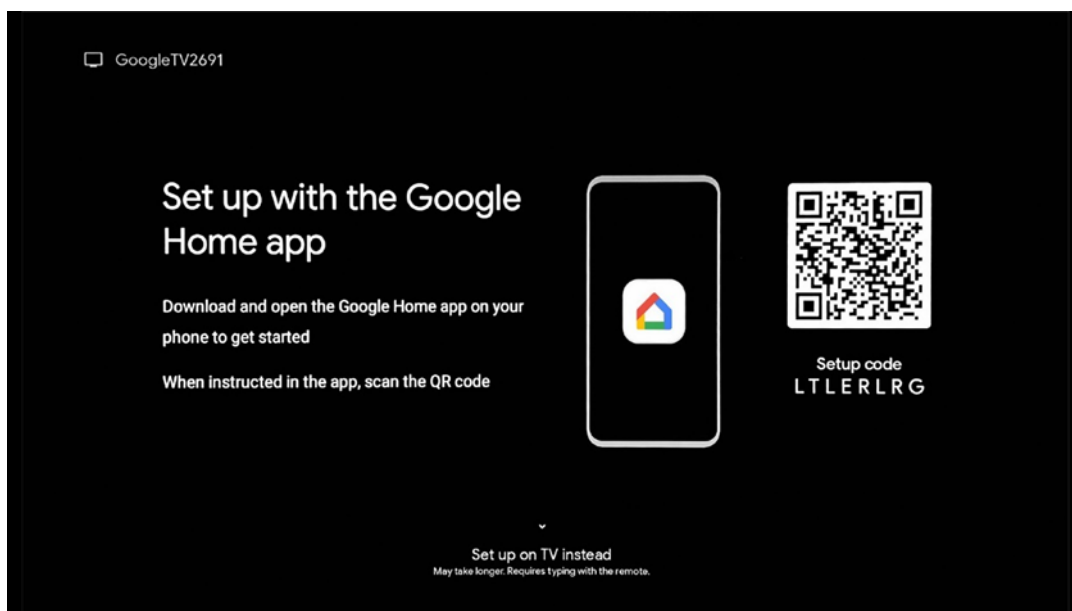 GoogleTV2691
Set up with the Google
Home app
Download and open the Google Home app on your
phone to get started
When instructed in the app, scan the QR code
Setup code
LTLERLRG
Set up on TV instead
May take longer. Requires typing with the remote.